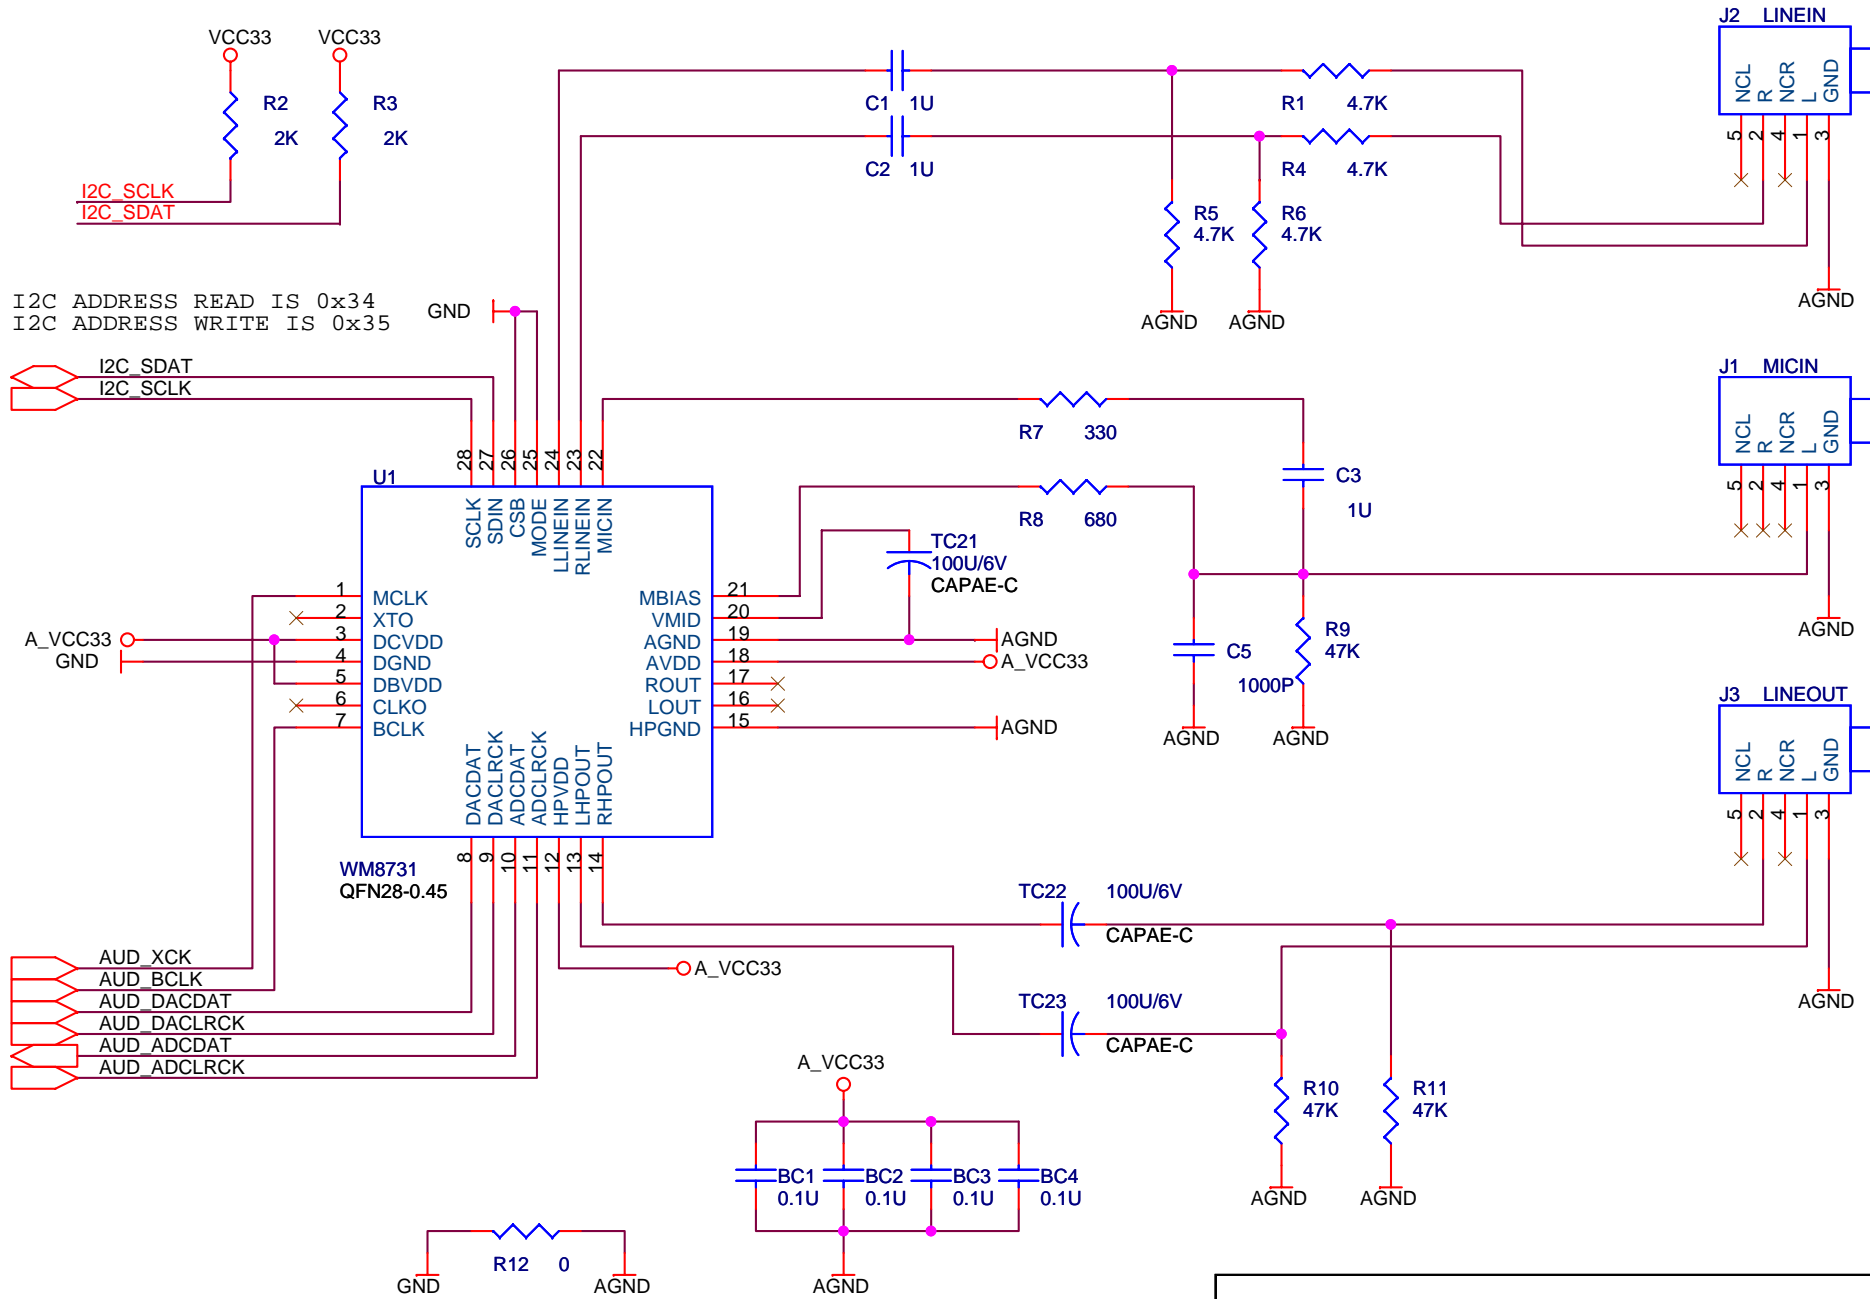 J2 LINEIN
VCC33 VCC33
R2 R3
2K 2K
I2C_SCLK
I2C_SDAT
C1 1U
C2 1U
R1 4.7K
R4 4.7K
NCL R NCR L GND
5 2 4 1 3
R5 4.7K
R6 4.7K
AGND AGND
AGND
I2C ADDRESS READ IS 0x34
I2C ADDRESS WRITE IS 0x35
GND
I2C_SDAT
I2C_SCLK
J1 MICIN
NCL R NCR L GND
5 2 4 1 3
AGND
R7 330
R8 680
C3
1U
TC21
100U/6V
CAPAE-C
U1
28 27 26 25 24 23 22
SCLK SDIN CSB MODE LLINEIN RLINEIN MICIN
1 MCLK
2 XTO
3 DCVDD
4 DGND
5 DBVDD
6 CLKO
7 BCLK
A_VCC33
GND
MBIAS 21
VMID 20
AGND 19
AVDD 18
ROUT 17
LOUT 16
HPGND 15
AGND
A_VCC33
AGND
C5
1000P
R9
47K
AGND AGND
DACDAT DACLRCK ADCDAT ADCLRCK HPVDD LHPOUT RHPOUT
8 9 10 11 12 13 14
WM8731
QFN28-0.45
J3 LINEOUT
NCL R NCR L GND
5 2 4 1 3
AGND
TC22 100U/6V
CAPAE-C
A_VCC33
TC23 100U/6V
CAPAE-C
AUD_XCK
AUD_BCLK
AUD_DACDAT
AUD_DACLRCK
AUD_ADCDAT
AUD_ADCLRCK
R10
47K
R11
47K
AGND AGND
A_VCC33
BC1 BC2 BC3 BC4
0.1U 0.1U 0.1U 0.1U
AGND
R12 0
GND AGND